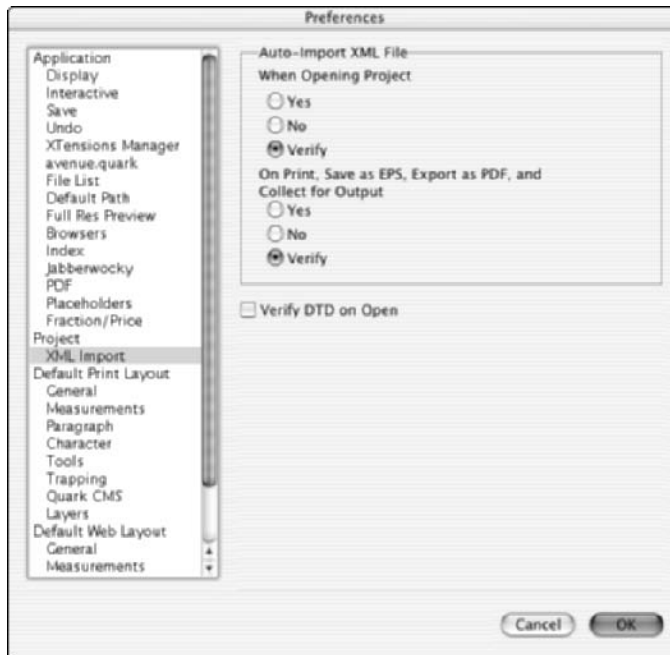 Preferences
Application
Display
Interactive
Save
Undo
XTensions Manager
avenue.quark
File List
Default Path
Full Res Preview
Browsers
Index
Jabberwocky
PDF
Placeholders
Fraction/Price
Project
XML Import
Default Print Layout
General
Measurements
Paragraph
Character
Tools
Trapping
Quark CMS
Layers
Default Web Layout
General
Measurements
Auto-Import XML File
When Opening Project
Yes
No
Verify
On Print, Save as EPS, Export as PDF, and
Collect for Output
Yes
No
Verify
Verify DTD on Open
Cancel
OK